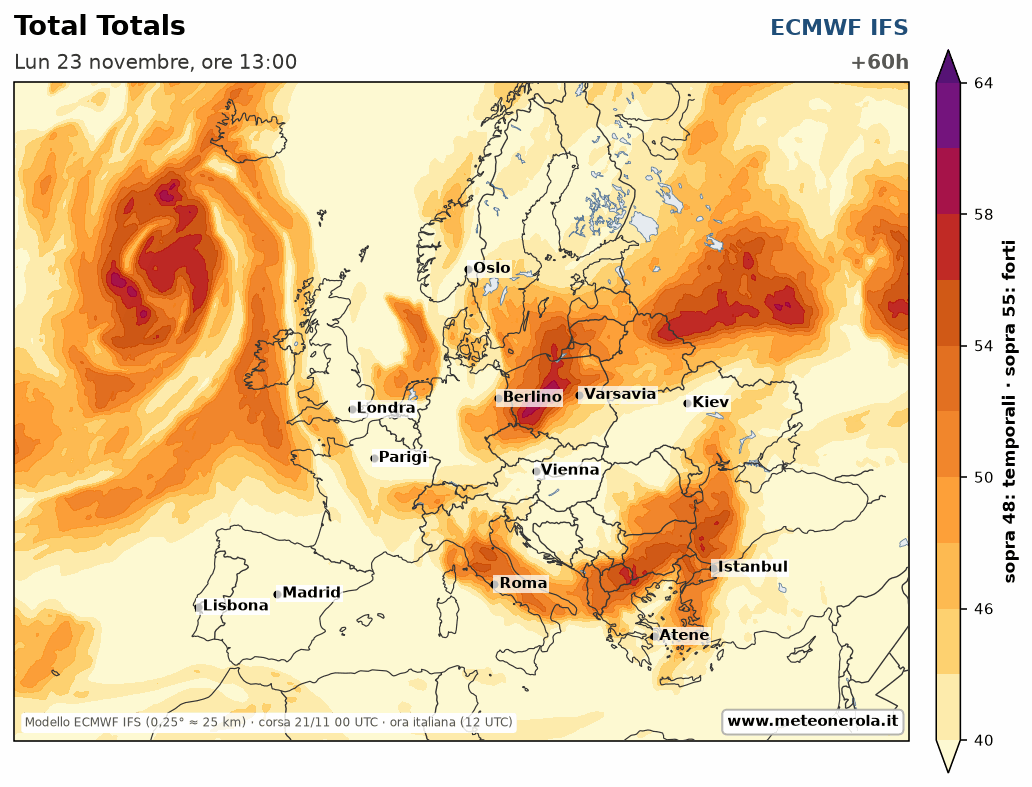 Total Totals
ECMWF IFS
Lun 23 novembre, ore 13:00
+60h
64
58
54
50
46
40
sopra 48: temporali · sopra 55: forti
Oslo
Berlino
Varsavia
Kiev
Londra
Parigi
Vienna
Istanbul
Roma
Madrid
Lisbona
Atene
Modello ECMWF IFS (0,25° ≈ 25 km) · corsa 21/11 00 UTC · ora italiana (12 UTC)
www.meteonerola.it